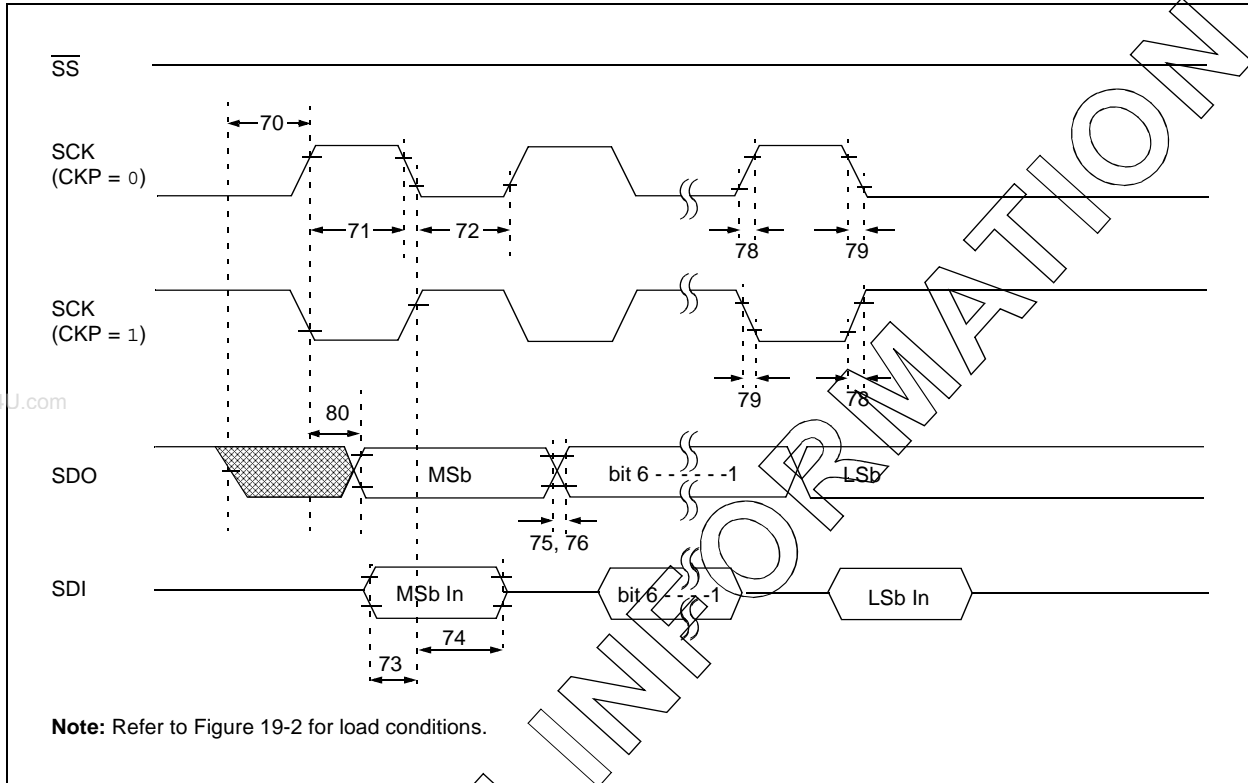 SS
70
SCK
(CKP = 0)
71
72
78
79
SCK
(CKP = 1)
79
78
4U.com
80
SDO
MSb
bit 6 - - - - - - -1
LSb
75, 76
SDI
MSb In
bit 6 - - - - -1
LSb In
73
74
Note: Refer to Figure 19-2 for load conditions.
INFORMATION